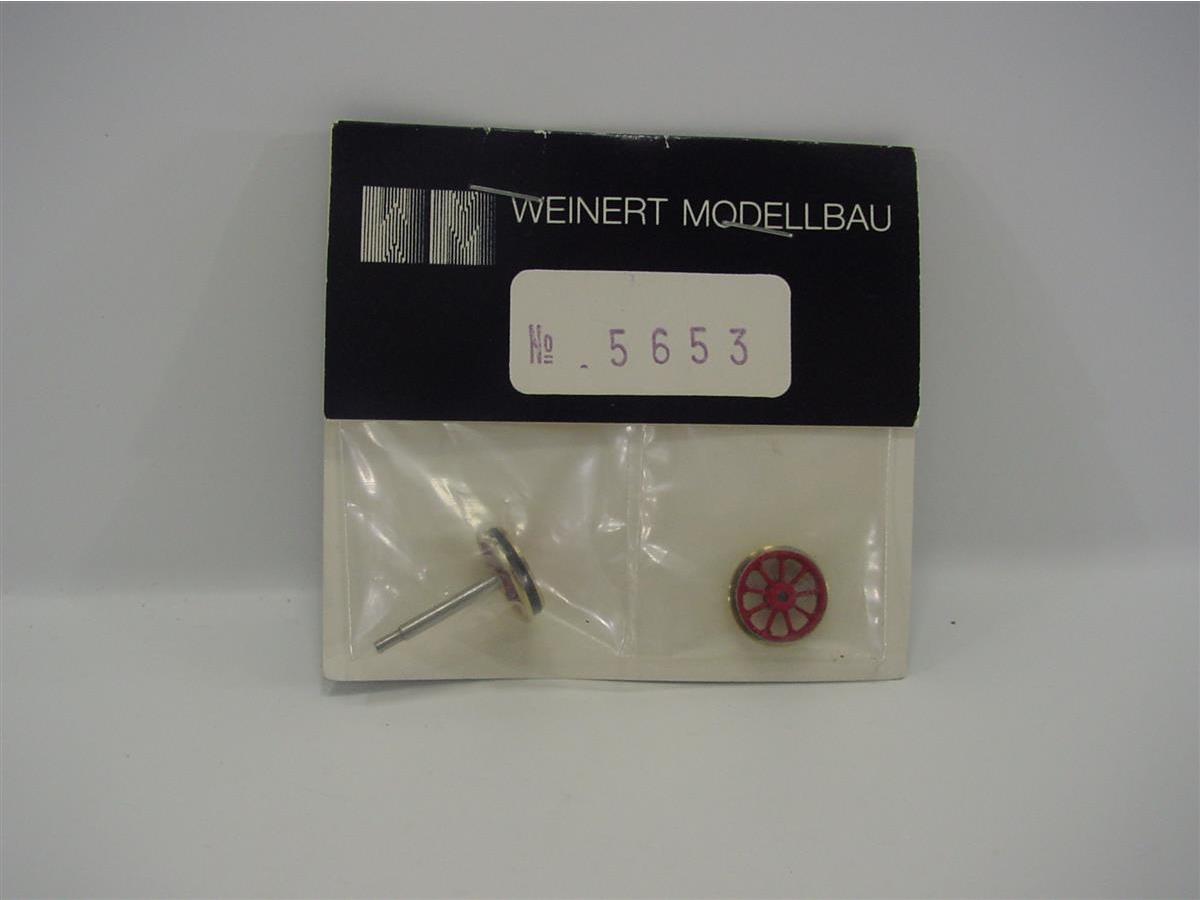 WEINERT MODELLBAU
№ . 5653